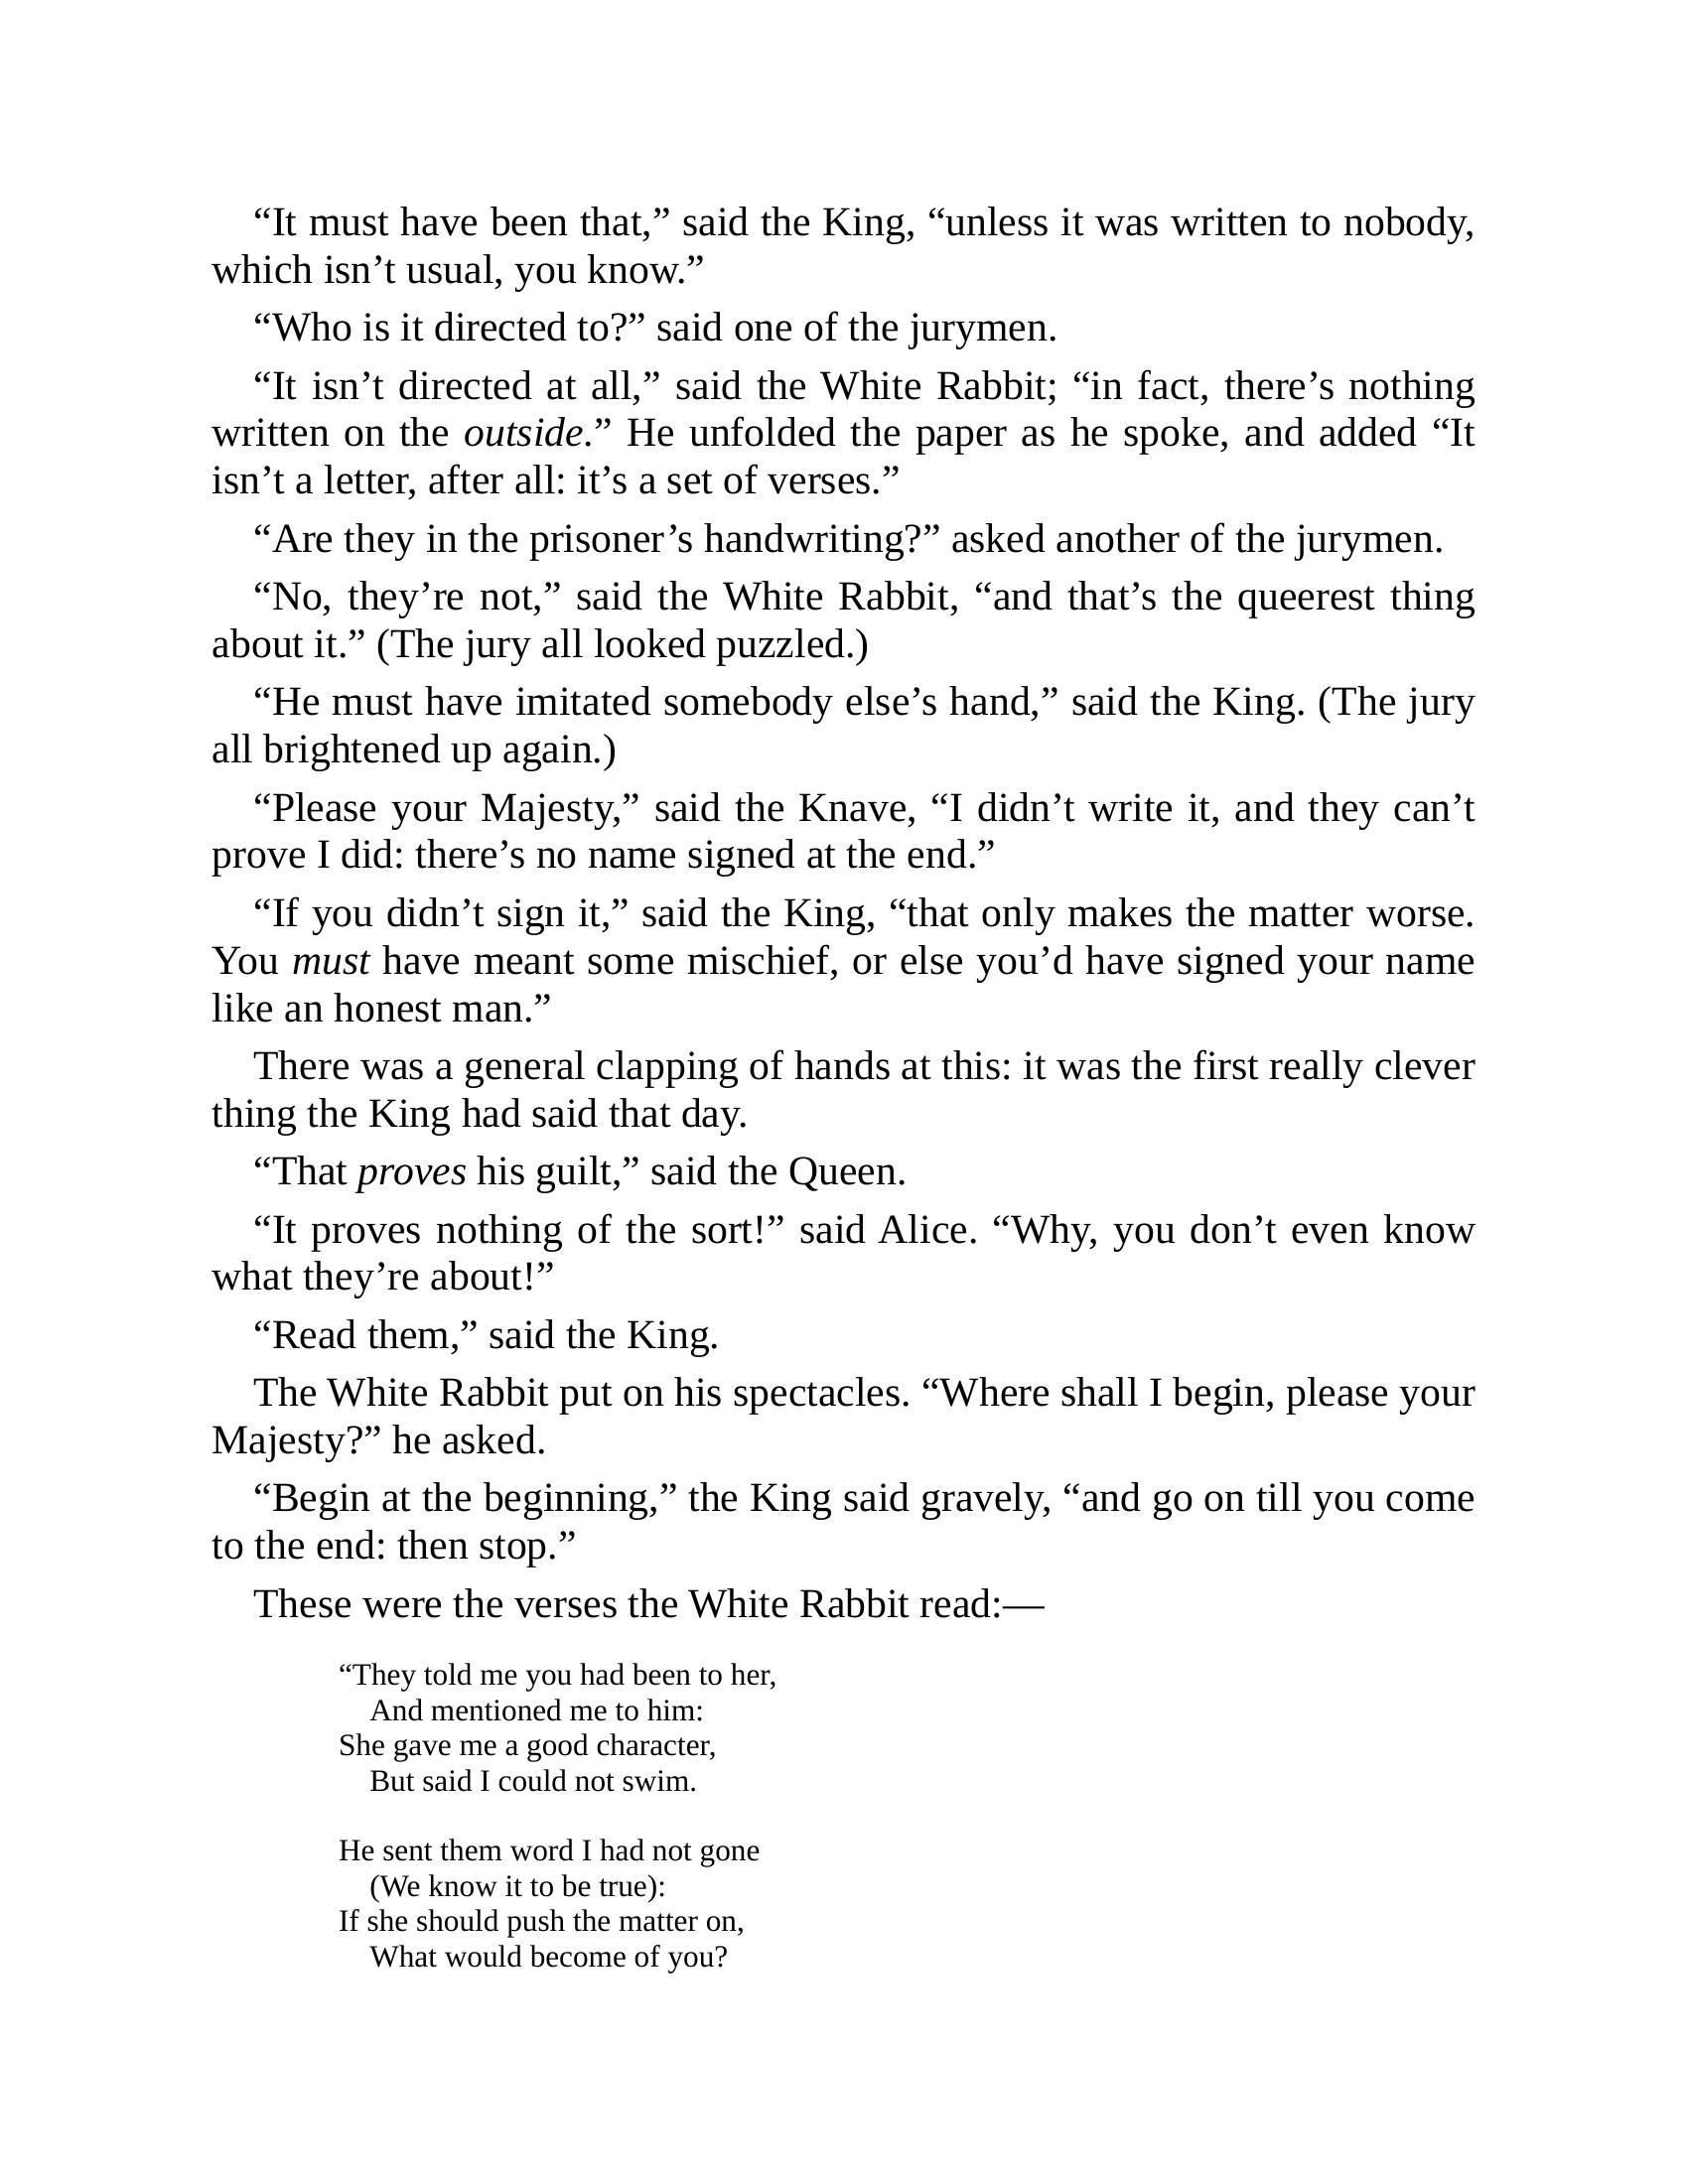 “It must have been that,” said the King, “unless it was written to nobody,
which isn’t usual, you know.”
“Who is it directed to?” said one of the jurymen.
“It isn’t directed at all,” said the White Rabbit; “in fact, there’s nothing
written on the outside.” He unfolded the paper as he spoke, and added “It
isn’t a letter, after all: it’s a set of verses.”
“Are they in the prisoner’s handwriting?” asked another of the jurymen.
“No, they’re not,” said the White Rabbit, “and that’s the queerest thing
about it.” (The jury all looked puzzled.)
“He must have imitated somebody else’s hand,” said the King. (The jury
all brightened up again.)
“Please your Majesty,” said the Knave, “I didn’t write it, and they can’t
prove I did: there’s no name signed at the end.”
“If you didn’t sign it,” said the King, “that only makes the matter worse.
You must have meant some mischief, or else you’d have signed your name
like an honest man.”
There was a general clapping of hands at this: it was the first really clever
thing the King had said that day.
“That proves his guilt,” said the Queen.
“It proves nothing of the sort!” said Alice. “Why, you don’t even know
what they’re about!”
“Read them,” said the King.
The White Rabbit put on his spectacles. “Where shall I begin, please your
Majesty?” he asked.
“Begin at the beginning,” the King said gravely, “and go on till you come
to the end: then stop.”
These were the verses the White Rabbit read:—
“They told me you had been to her,
And mentioned me to him:
She gave me a good character,
But said I could not swim.
He sent them word I had not gone
(We know it to be true):
If she should push the matter on,
What would become of you?